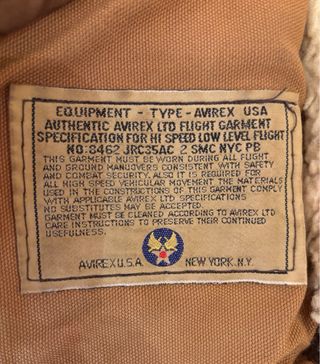 EQUIPMENT - TYPE - AVIREX USA
AUTHENTIC AVIREX LTD FLIGHT GARMENT
SPECIFICATION FOR HI SPEED LOW LEVEL FLIGHT
NO. 8462 JRC35AC 2 SMC NYC PB
THIS GARMENT MUST BE WORN DURING ALL FLIGHT
AND GROUND MANUOVERS CONSISTENT WITH SAFETY
AND COMBAT SECURITY. ALSO IT IS REQUIRED FOR
ALL HIGH SPEED VEHICULAR MOVEMENT THE MATERIALS
USED IN THE CONSTRUCTIONS OF THIS GARMENT COMPLY
WITH APPLICABLE AVIREX LTD SPECIFICATIONS
NO SUBSTITUTES MAY BE ACCEPTED.
GARMENT MUST BE CLEANED ACCORDING TO AVIREX LTD
CARE INSTRUCTIONS TO PRESERVE THEIR CONTINUED
USEFULNESS.
AVIREX U.S.A. NEW YORK. N.Y.